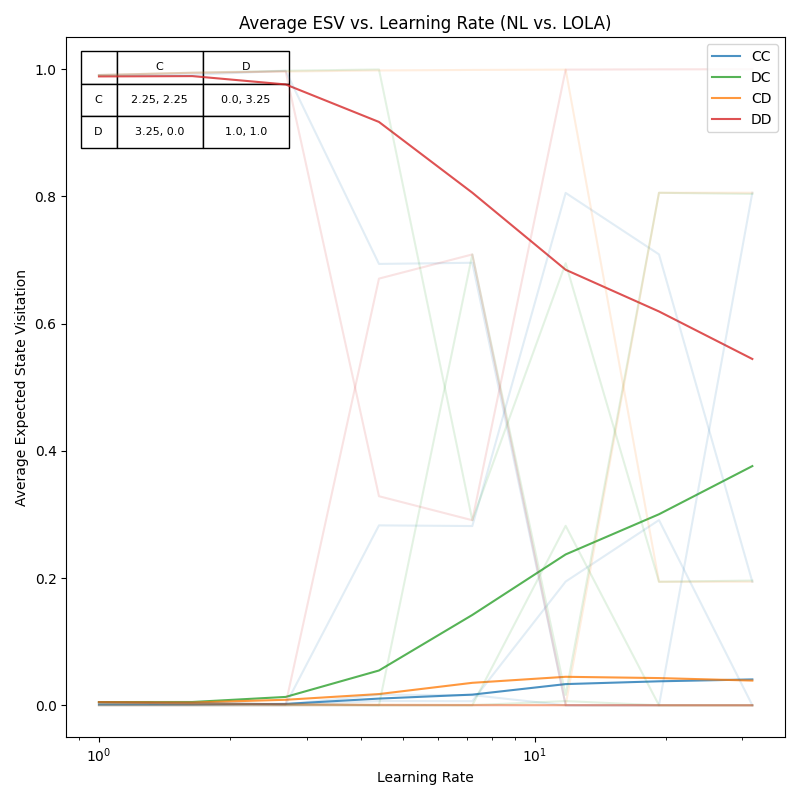 Average ESV vs. Learning Rate (NL vs. LOLA)
C D
C 2.25, 2.25 0.0, 3.25
D 3.25, 0.0 1.0, 1.0
CC
DC
CD
DD
Average Expected State Visitation
1.0
0.8
0.6
0.4
0.2
0.0
10⁰ 10¹
Learning Rate